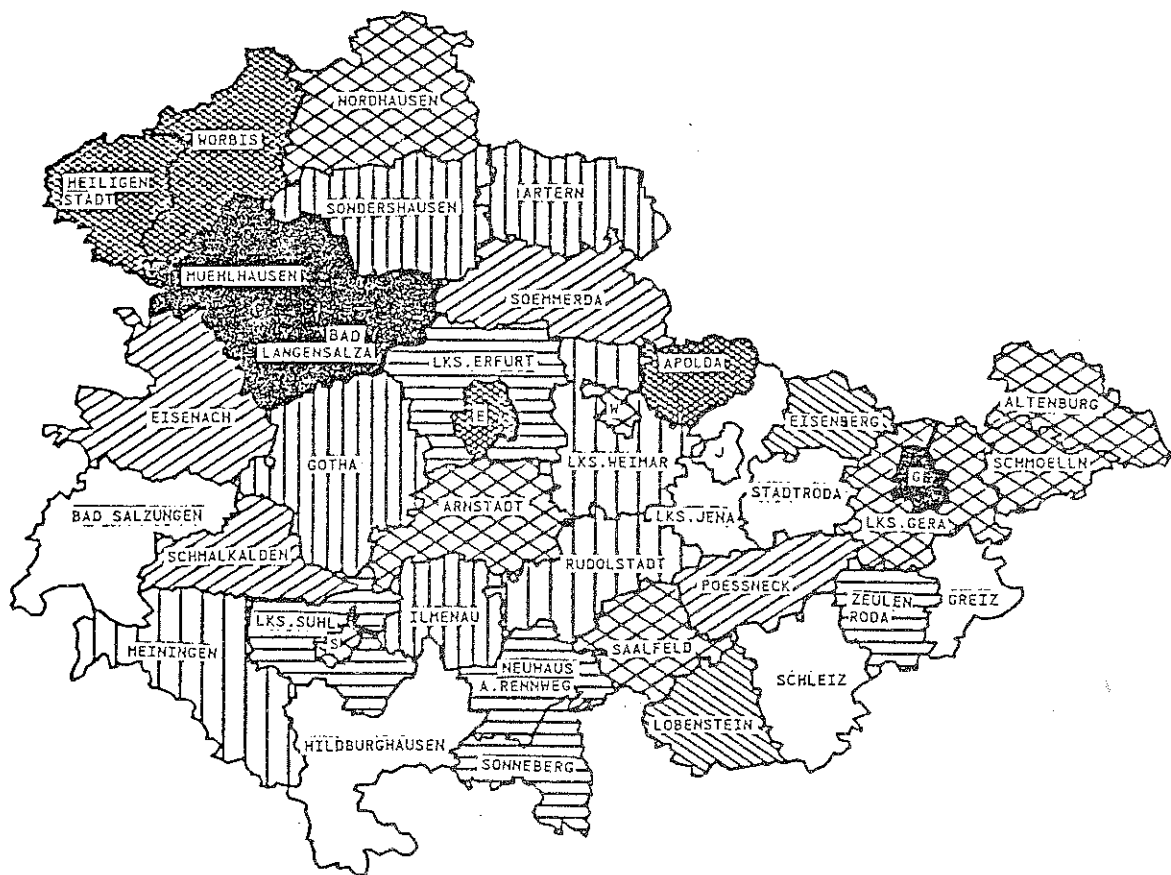 NORDHAUSEN
WORBIS
HEILIGEN
STADT
SONDERSHAUSEN
ARTERN
MUEHLHAUSEN
SOEMMERDA
BAD
LANGENSALZA
LKS.ERFURT
APOLDA
EISENACH
E
W
EISENBERG
ALTENBURG
GOTHA
LKS.WEIMAR
J
SCHMOELLN
GE
BAD SALZUNGEN
ARNSTADT
STADTRODA
LKS.JENA
LKS.GERA
SCHMALKALDEN
RUDOLSTADT
POESSNECK
ZEULEN
RODA
GREIZ
LKS.SUHL
S
ILMENAU
MEININGEN
SAALFELD
NEUHAUS
A.RENNWEG
SCHLEIZ
LOBENSTEIN
HILDBURGHAUSEN
SONNEBERG